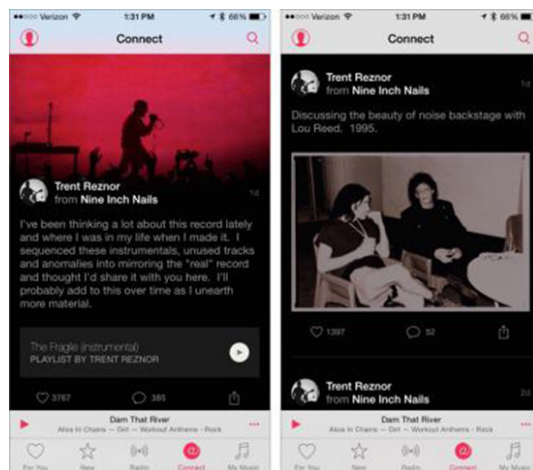 Verizon 1:31 PM 66%
Connect
Trent Reznor
from Nine Inch Nails
1d
I've been thinking a lot about this record lately
and where I was in my life when I made it. I
sequenced these instrumentals, unused tracks
and anomalies into mirroring the "real" record
and thought I'd share it with you here. I'll
probably add to this over time as I unearth
more material.
The Fragile (instrumental)
PLAYLIST BY TRENT REZNOR
3767 385
Dam That River
Alice In Chains — Dirt — Workout Anthems - Rock
For You New Radio Connect My Music
Verizon 1:31 PM 66%
Connect
Trent Reznor
from Nine Inch Nails
1d
Discussing the beauty of noise backstage with
Lou Reed. 1995.
1397 52
Trent Reznor
from Nine Inch Nails
2d
Dam That River
Alice In Chains — Dirt — Workout Anthems - Rock
For You New Radio Connect My Music